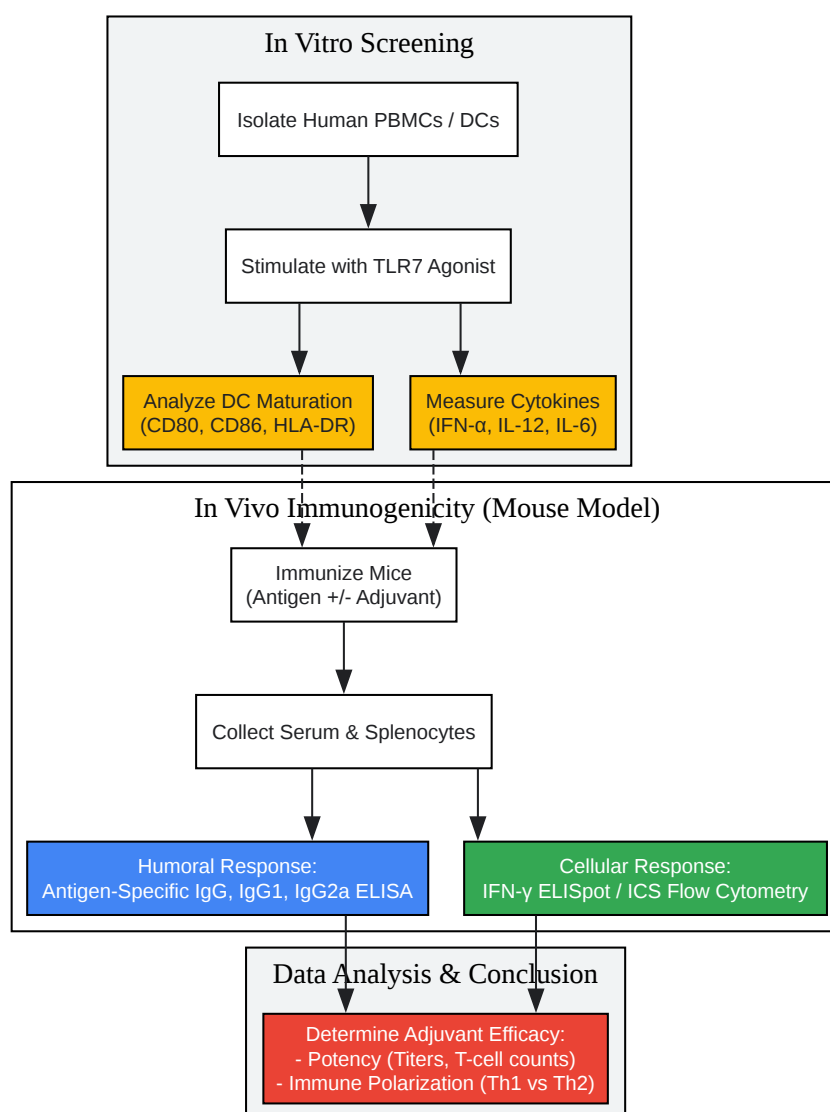 In Vitro Screening
Isolate Human PBMCs / DCs
Stimulate with TLR7 Agonist
Analyze DC Maturation
(CD80, CD86, HLA-DR)
Measure Cytokines
(IFN-α, IL-12, IL-6)
In Vivo Immunogenicity (Mouse Model)
Immunize Mice
(Antigen +/- Adjuvant)
Collect Serum & Splenocytes
Humoral Response:
Antigen-Specific IgG, IgG1, IgG2a ELISA
Cellular Response:
IFN-γ ELISpot / ICS Flow Cytometry
Data Analysis & Conclusion
Determine Adjuvant Efficacy:
- Potency (Titers, T-cell counts)
- Immune Polarization (Th1 vs Th2)